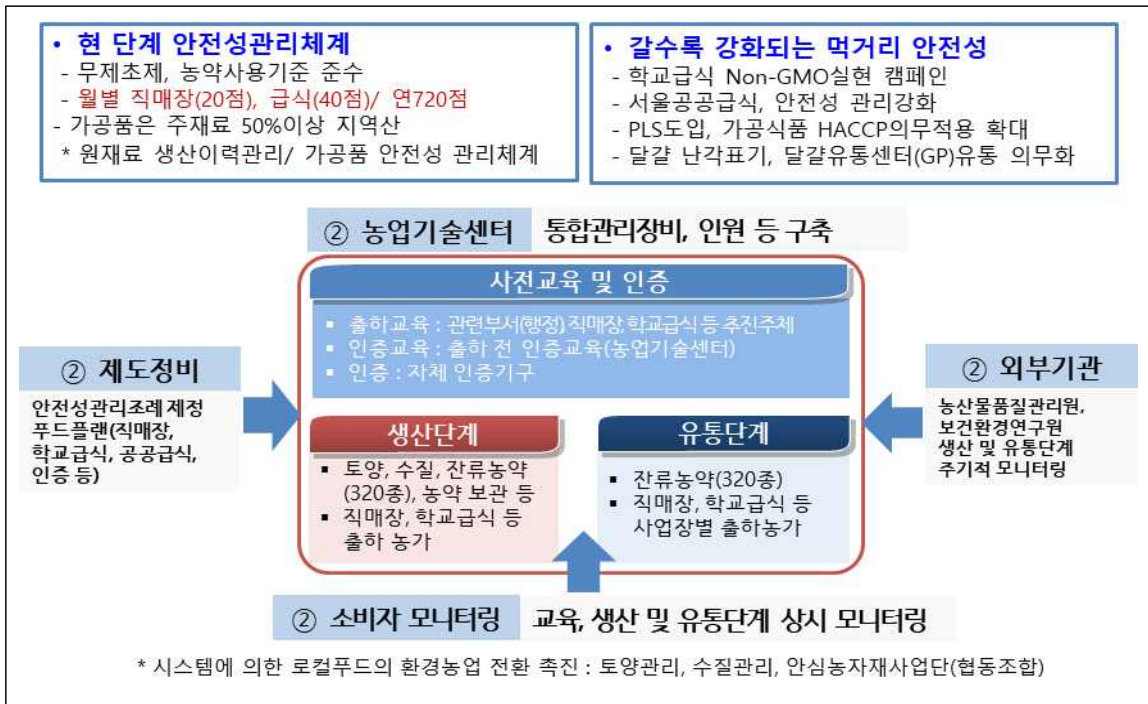 • 현 단계 안전성관리체계
- 무제초제, 농약사용기준 준수
- 월별 직매장(20점), 급식(40점)/ 연720점
- 가공품은 주재료 50%이상 지역산
* 원재료 생산이력관리/ 가공품 안전성 관리체계
• 갈수록 강화되는 먹거리 안전성
- 학교급식 Non-GMO실현 캠페인
- 서울공공급식, 안전성 관리강화
- PLS도입, 가공식품 HACCP의무적용 확대
- 달걀 난각표기, 달걀유통센터(GP)유통 의무화
② 농업기술센터 통합관리장비, 인원 등 구축
사전교육 및 인증
▪ 출하교육 : 관련부서(행정) 직매장, 학교급식 등 추진주체
▪ 인증교육 : 출하 전 인증교육(농업기술센터)
▪ 인증 : 자체 인증기구
② 제도정비
안전성관리조례 제정
푸드플랜(직매장,
학교급식, 공공급식,
인증 등)
생산단계
▪ 토양, 수질, 잔류농약
(320종), 농약 보관 등
▪ 직매장, 학교급식 등
출하 농가
유통단계
▪ 잔류농약(320종)
▪ 직매장, 학교급식 등
사업장별 출하농가
② 외부기관
농산물품질관리원,
보건환경연구원
생산 및 유통단계
주기적 모니터링
② 소비자 모니터링 교육, 생산 및 유통단계 상시 모니터링
* 시스템에 의한 로컬푸드의 환경농업 전환 촉진 : 토양관리, 수질관리, 안심농자재사업단(협동조합)